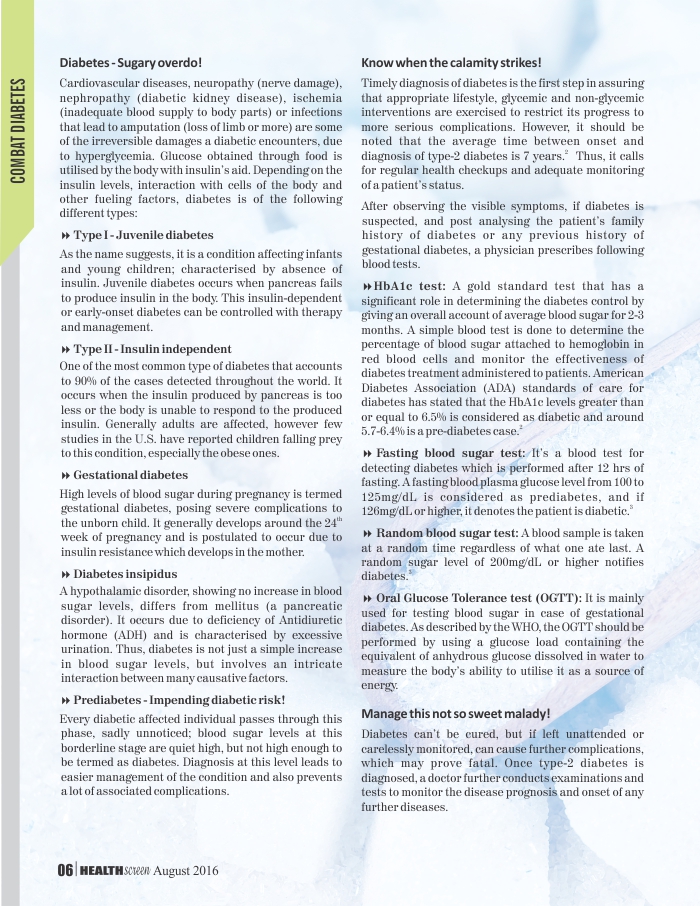 COMBAT DIABETES
Diabetes - Sugary overdo!
Cardiovascular diseases, neuropathy (nerve damage),
nephropathy (diabetic kidney disease), ischemia
(inadequate blood supply to body parts) or infections
that lead to amputation (loss of limb or more) are some
of the irreversible damages a diabetic encounters, due
to hyperglycemia. Glucose obtained through food is
utilised by the body with insulin's aid. Depending on the
insulin levels, interaction with cells of the body and
other fueling factors, diabetes is of the following
different types:
Type I - Juvenile diabetes
As the name suggests, it is a condition affecting infants
and young children; characterised by absence of
insulin. Juvenile diabetes occurs when pancreas fails
to produce insulin in the body. This insulin-dependent
or early-onset diabetes can be controlled with therapy
and management.
Type II - Insulin independent
One of the most common type of diabetes that accounts
to 90% of the cases detected throughout the world. It
occurs when the insulin produced by pancreas is too
less or the body is unable to respond to the produced
insulin. Generally adults are affected, however few
studies in the U.S. have reported children falling prey
to this condition, especially the obese ones.
Gestational diabetes
High levels of blood sugar during pregnancy is termed
gestational diabetes, posing severe complications to
the unborn child. It generally develops around the 24th
week of pregnancy and is postulated to occur due to
insulin resistance which develops in the mother.
Diabetes insipidus
A hypothalamic disorder, showing no increase in blood
sugar levels, differs from mellitus (a pancreatic
disorder). It occurs due to deficiency of Antidiuretic
hormone (ADH) and is characterised by excessive
urination. Thus, diabetes is not just a simple increase
in blood sugar levels, but involves an intricate
interaction between many causative factors.
Prediabetes - Impending diabetic risk!
Every diabetic affected individual passes through this
phase, sadly unnoticed; blood sugar levels at this
borderline stage are quiet high, but not high enough to
be termed as diabetes. Diagnosis at this level leads to
easier management of the condition and also prevents
a lot of associated complications.
Know when the calamity strikes!
Timely diagnosis of diabetes is the first step in assuring
that appropriate lifestyle, glycemic and non-glycemic
interventions are exercised to restrict its progress to
more serious complications. However, it should be
noted that the average time between onset and
diagnosis of type-2 diabetes is 7 years.2 Thus, it calls
for regular health checkups and adequate monitoring
of a patient's status.
After observing the visible symptoms, if diabetes is
suspected, and post analysing the patient's family
history of diabetes or any previous history of
gestational diabetes, a physician prescribes following
blood tests.
HbA1c test: A gold standard test that has a
significant role in determining the diabetes control by
giving an overall account of average blood sugar for 2-3
months. A simple blood test is done to determine the
percentage of blood sugar attached to hemoglobin in
red blood cells and monitor the effectiveness of
diabetes treatment administered to patients. American
Diabetes Association (ADA) standards of care for
diabetes has stated that the HbA1c levels greater than
or equal to 6.5% is considered as diabetic and around
5.7-6.4% is a pre-diabetes case.2
Fasting blood sugar test: It's a blood test for
detecting diabetes which is performed after 12 hrs of
fasting. A fasting blood plasma glucose level from 100 to
125mg/dL is considered as prediabetes, and if
126mg/dL or higher, it denotes the patient is diabetic.3
Random blood sugar test: A blood sample is taken
at a random time regardless of what one ate last. A
random sugar level of 200mg/dL or higher notifies
diabetes.
Oral Glucose Tolerance test (OGTT): It is mainly
used for testing blood sugar in case of gestational
diabetes. As described by the WHO, the OGTT should be
performed by using a glucose load containing the
equivalent of anhydrous glucose dissolved in water to
measure the body's ability to utilise it as a source of
energy.
Manage this not so sweet malady!
Diabetes can't be cured, but if left unattended or
carelessly monitored, can cause further complications,
which may prove fatal. Once type-2 diabetes is
diagnosed, a doctor further conducts examinations and
tests to monitor the disease prognosis and onset of any
further diseases.
06 HEALTHscreen August 2016